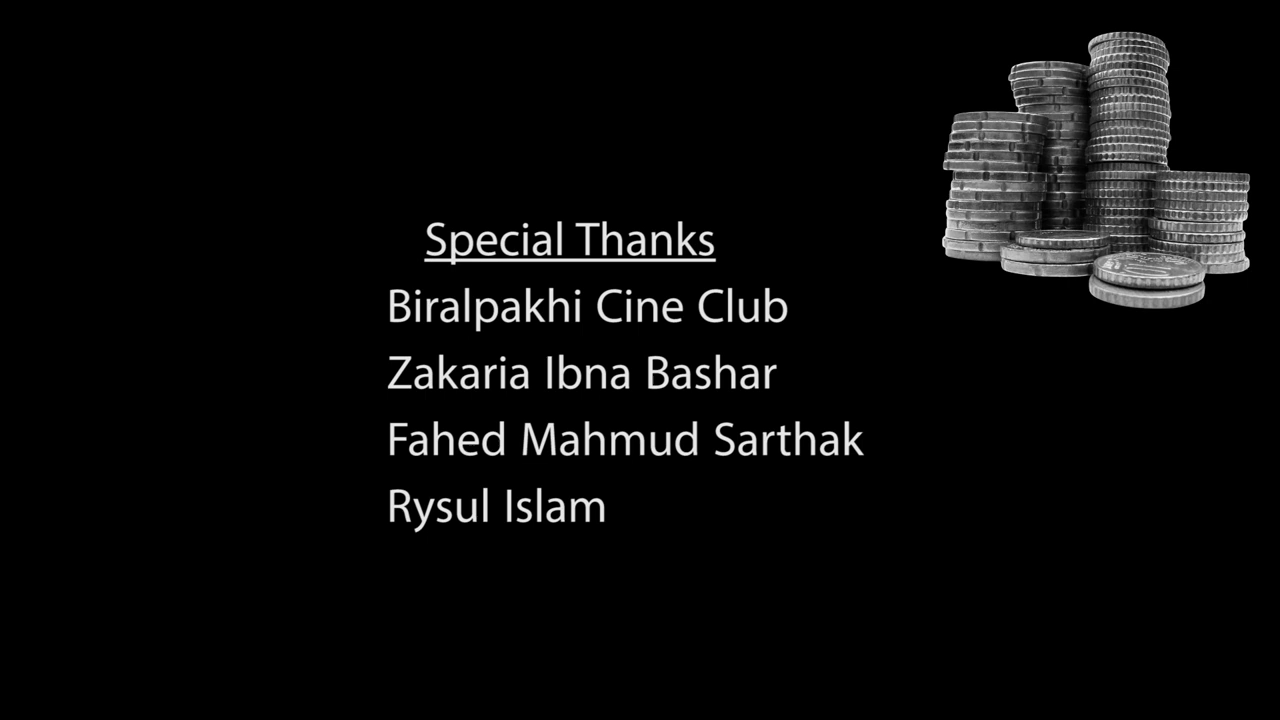 Special Thanks
Biralpakhi Cine Club
Zakaria Ibna Bashar
Fahed Mahmud Sarthak
Rysul Islam